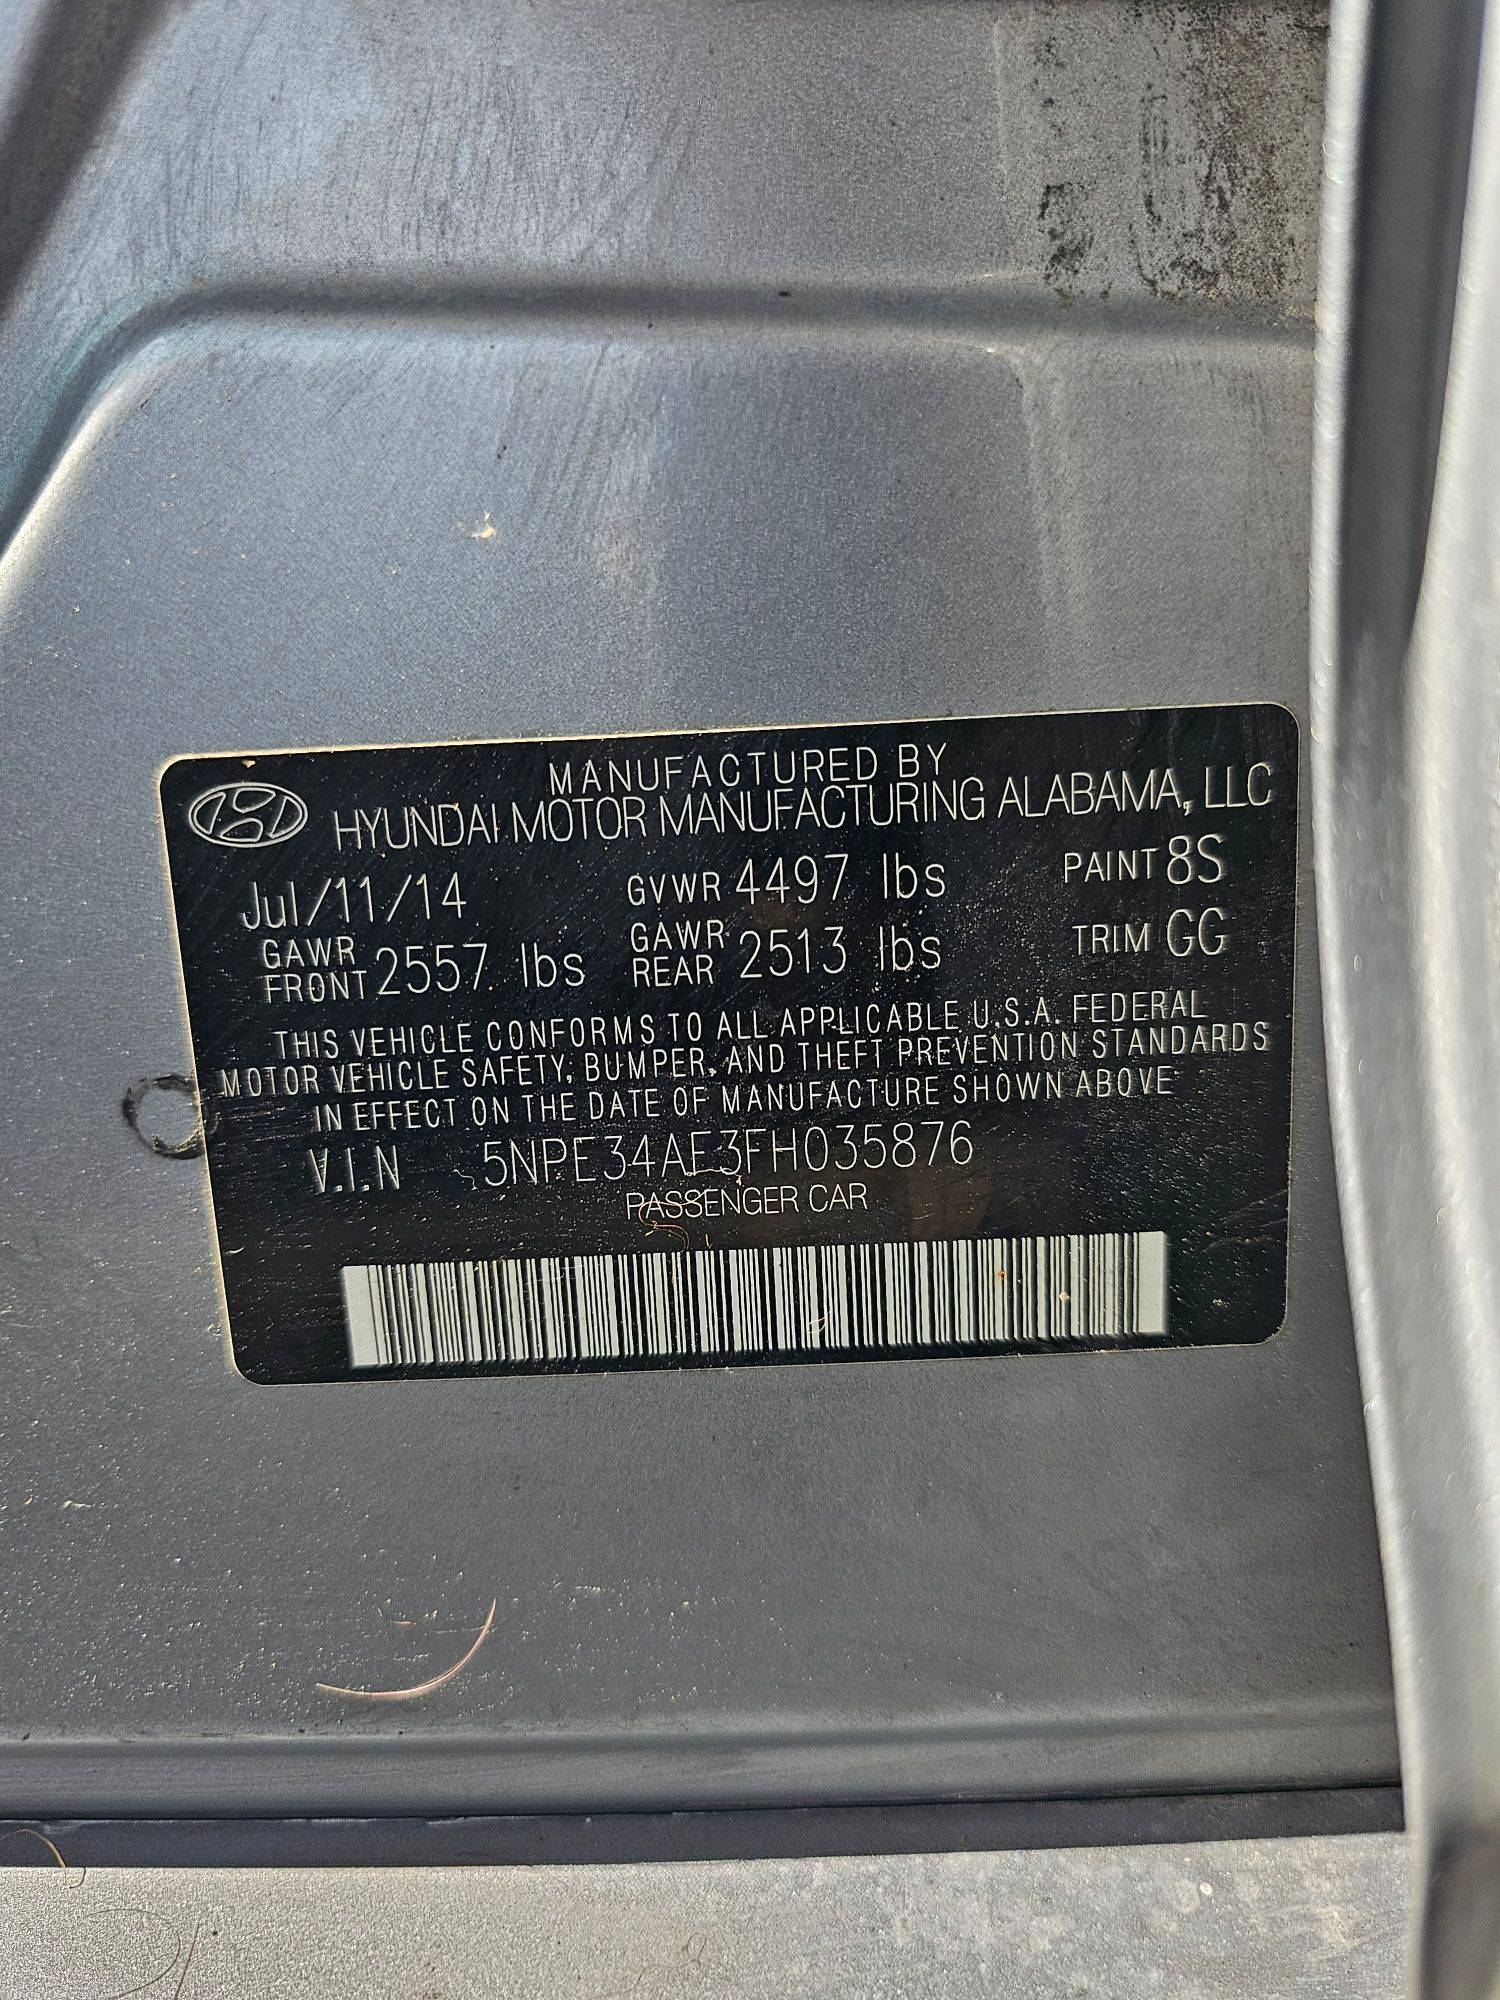 MANUFACTURED BY
HYUNDAI MOTOR MANUFACTURING ALABAMA, LLC
Jul/11/14 GVWR 4497 lbs PAINT 8S
GAWR FRONT 2557 lbs GAWR REAR 2513 lbs TRIM GG
THIS VEHICLE CONFORMS TO ALL APPLICABLE U.S.A. FEDERAL
MOTOR VEHICLE SAFETY, BUMPER, AND THEFT PREVENTION STANDARDS
IN EFFECT ON THE DATE OF MANUFACTURE SHOWN ABOVE
V.I.N 5NPE34AF3FH035876
PASSENGER CAR